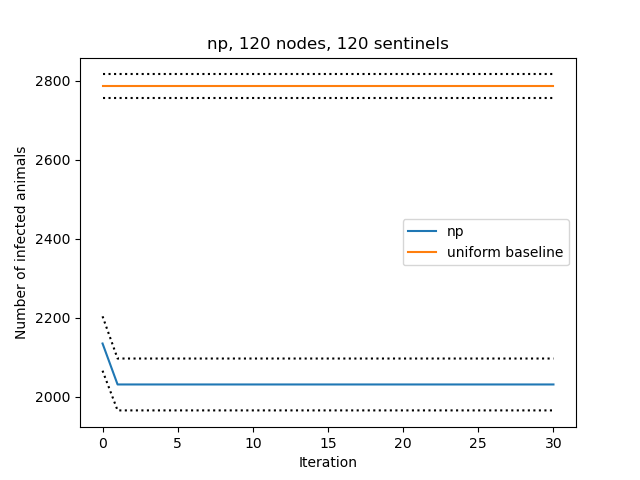 np, 120 nodes, 120 sentinels
Number of infected animals
2800
2600
2400
2200
2000
np
uniform baseline
0 5 10 15 20 25 30
Iteration